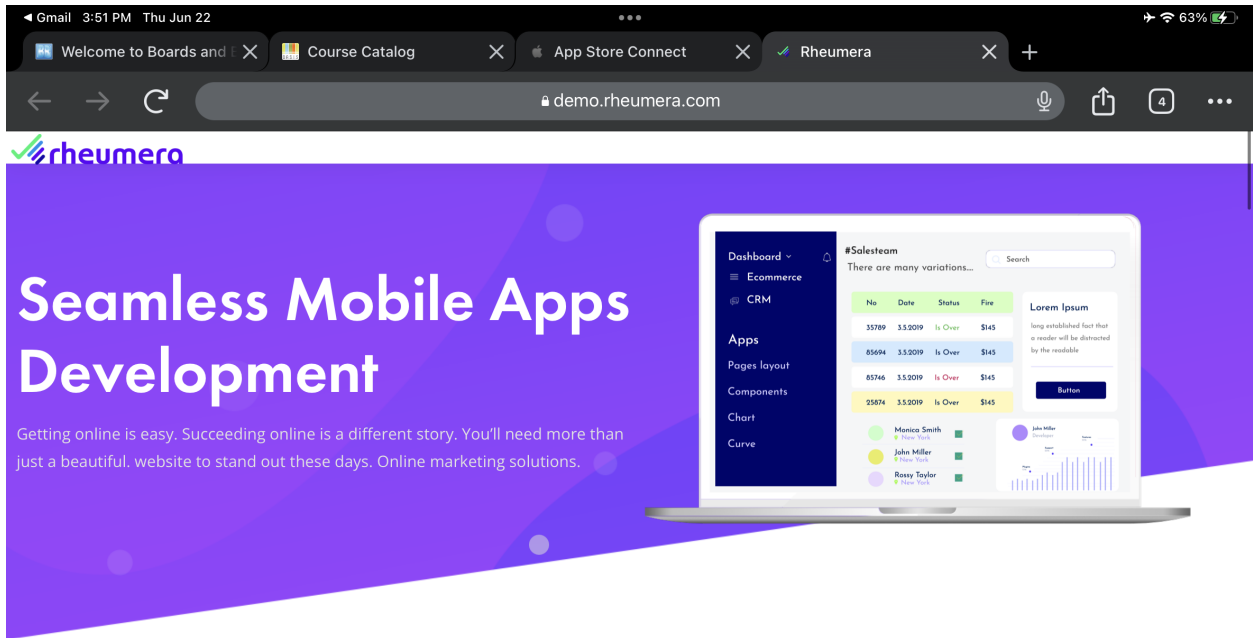 Gmail 3:51 PM Thu Jun 22 63%
Welcome to Boards and
Course Catalog
App Store Connect
Rheumera
demo.rheumera.com
4
rheumera
Seamless Mobile Apps
Development
Getting online is easy. Succeeding online is a different story. You'll need more than
just a beautiful. website to stand out these days. Online marketing solutions.
Dashboard
Ecommerce
CRM
Apps
Pages layout
Components
Chart
Curve
#Salesteam
There are many variations...
Search
No Date Status Fire
35789 3.5.2019 Is Over $145
85694 3.5.2019 Is Over $145
85746 3.5.2019 Is Over $145
25874 3.5.2019 Is Over $145
Lorem Ipsum
long established fact that
a reader will be distracted
by the readable
Button
Monica Smith
New York
John Miller
New York
Rossy Taylor
New York
John Miller
Developer